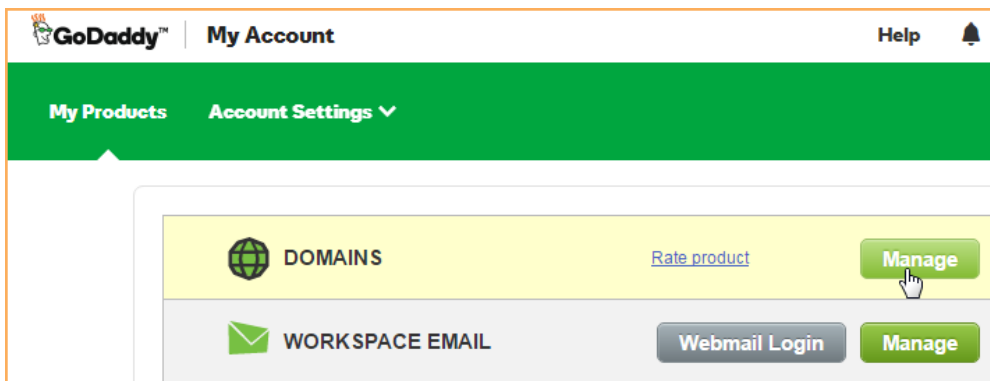 GoDaddy™ My Account Help
My Products Account Settings
DOMAINS Rate product Manage
WORKSPACE EMAIL Webmail Login Manage